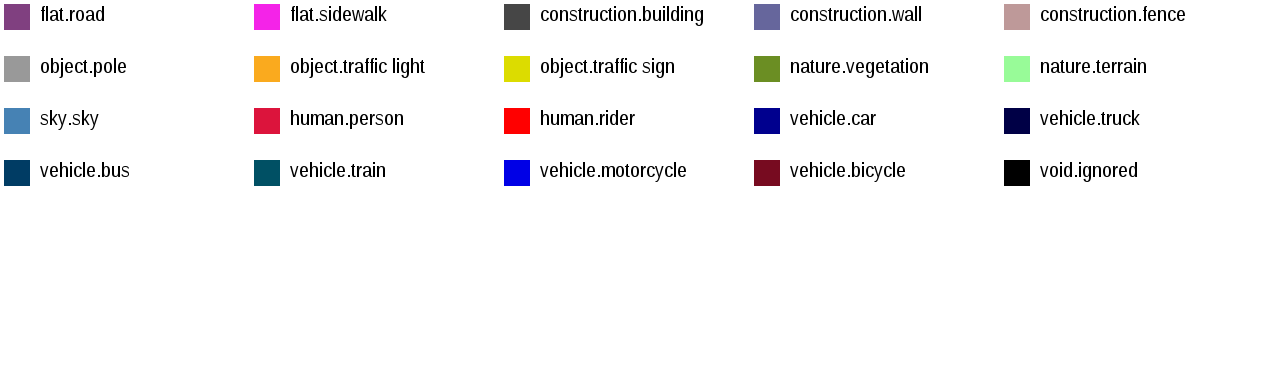 flat.road flat.sidewalk construction.building construction.wall construction.fence
object.pole object.traffic light object.traffic sign nature.vegetation nature.terrain
sky.sky human.person human.rider vehicle.car vehicle.truck
vehicle.bus vehicle.train vehicle.motorcycle vehicle.bicycle void.ignored